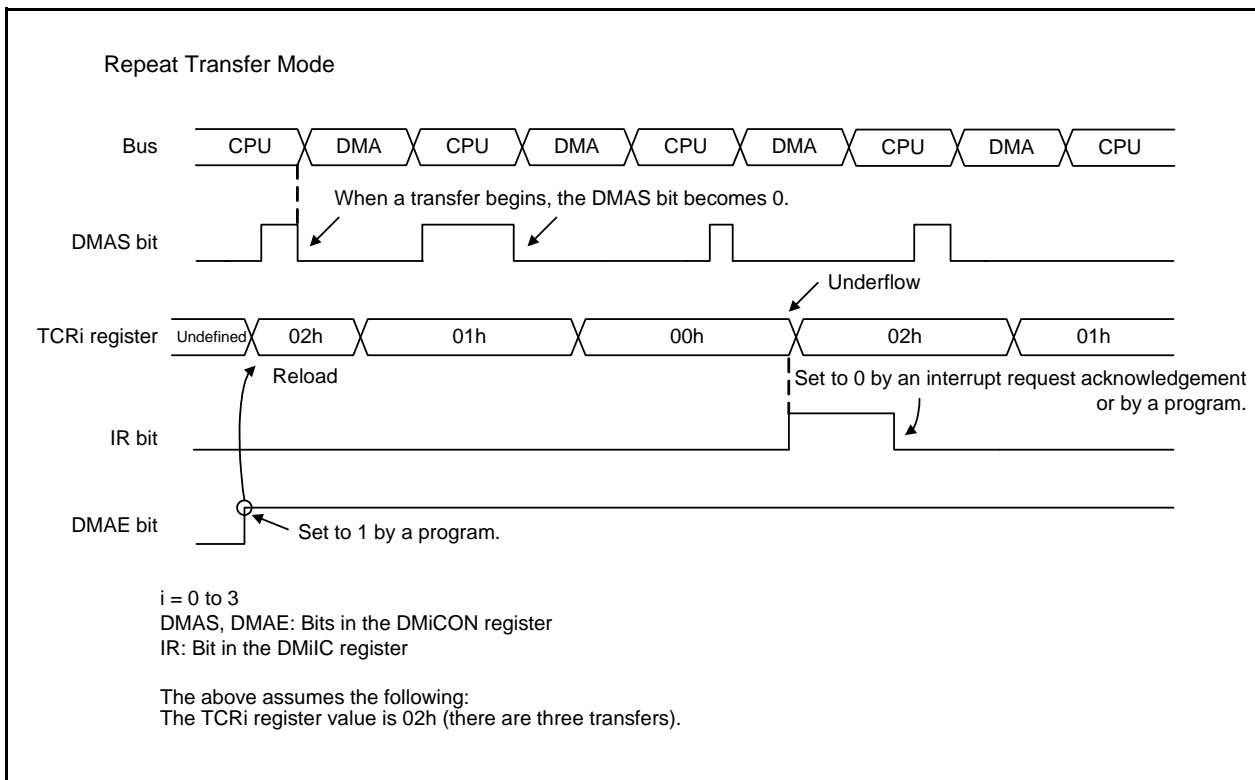 Repeat Transfer Mode
Bus CPU DMA CPU DMA CPU DMA CPU DMA CPU
When a transfer begins, the DMAS bit becomes 0.
DMAS bit
Underflow
TCRi register Undefined 02h 01h 00h 02h 01h
Reload
Set to 0 by an interrupt request acknowledgement
or by a program.
IR bit
DMAE bit
Set to 1 by a program.
i = 0 to 3
DMAS, DMAE: Bits in the DMiCON register
IR: Bit in the DMiIC register
The above assumes the following:
The TCRi register value is 02h (there are three transfers).